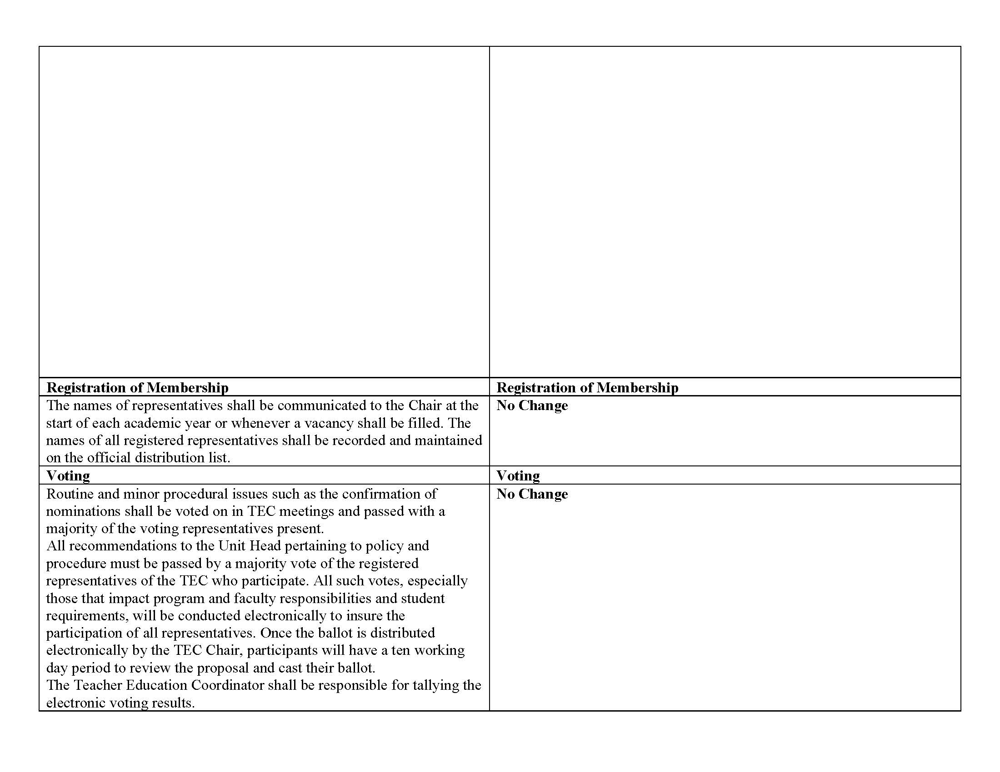 Registration of Membership
Registration of Membership
The names of representatives shall be communicated to the Chair at the
start of each academic year or whenever a vacancy shall be filled. The
names of all registered representatives shall be recorded and maintained
on the official distribution list.
No Change
Voting
Voting
Routine and minor procedural issues such as the confirmation of
nominations shall be voted on in TEC meetings and passed with a
majority of the voting representatives present.
All recommendations to the Unit Head pertaining to policy and
procedure must be passed by a majority vote of the registered
representatives of the TEC who participate. All such votes, especially
those that impact program and faculty responsibilities and student
requirements, will be conducted electronically to insure the
participation of all representatives. Once the ballot is distributed
electronically by the TEC Chair, participants will have a ten working
day period to review the proposal and cast their ballot.
The Teacher Education Coordinator shall be responsible for tallying the
electronic voting results.
No Change